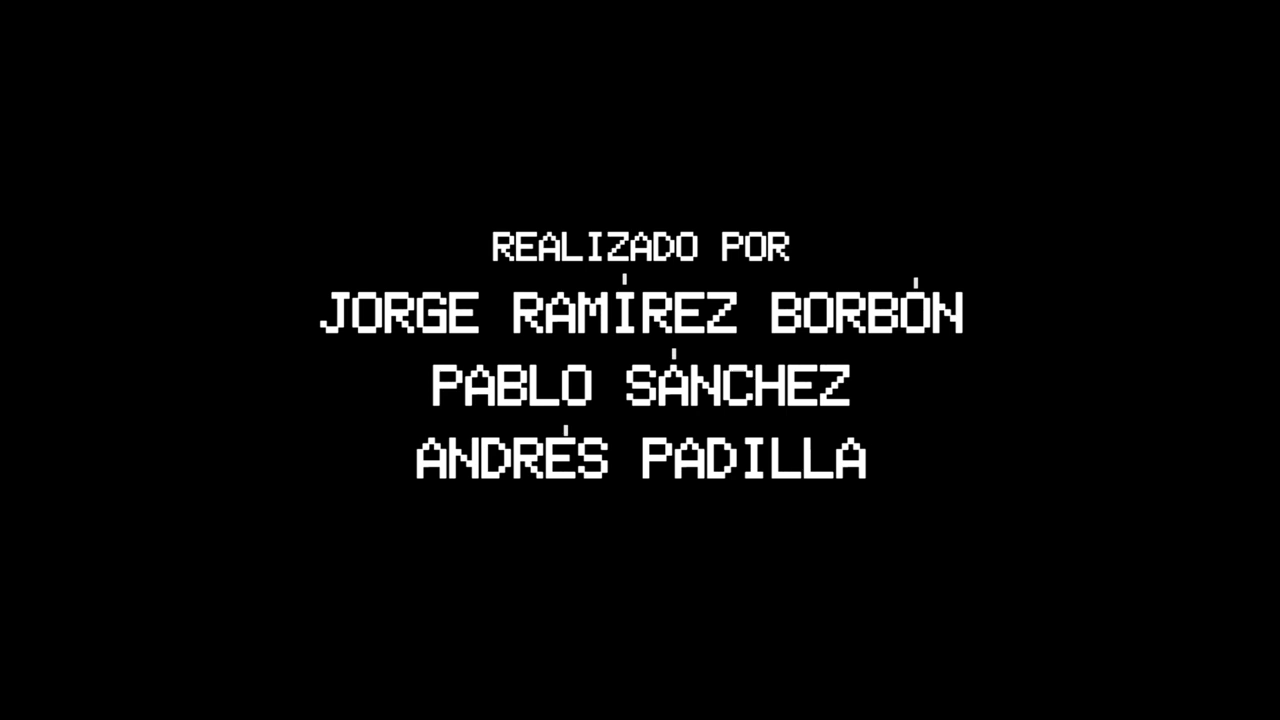 REALIZADO POR
JORGE RAMÍREZ BORBÓN
PABLO SÁNCHEZ
ANDRÉS PADILLA